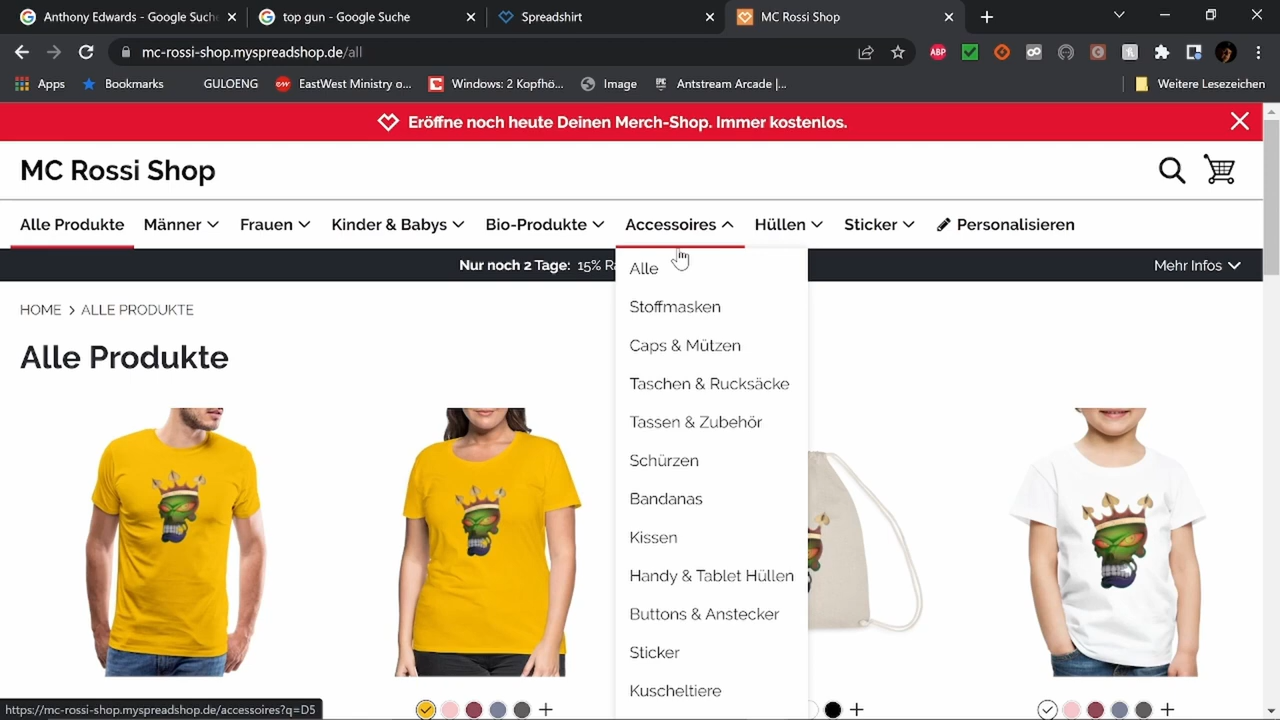 Anthony Edwards - Google Suche
top gun - Google Suche
Spreadshirt
MC Rossi Shop
mc-rossi-shop.myspreadshop.de/all
ABP
Apps
Bookmarks
GULOENG
EastWest Ministry o...
Windows: 2 Kopfhö...
Image
Antstream Arcade |...
Weitere Lesezeichen
Eröffne noch heute Deinen Merch-Shop. Immer kostenlos.
MC Rossi Shop
Alle Produkte
Männer
Frauen
Kinder & Babys
Bio-Produkte
Accessoires
Hüllen
Sticker
Personalisieren
Nur noch 2 Tage: 15%
Mehr Infos
Alle
Stoffmasken
Caps & Mützen
Taschen & Rucksäcke
Tassen & Zubehör
Schürzen
Bandanas
Kissen
Handy & Tablet Hüllen
Buttons & Anstecker
Sticker
Kuscheltiere
HOME > ALLE PRODUKTE
Alle Produkte
https://mc-rossi-shop.myspreadshop.de/accessoires?q=D5